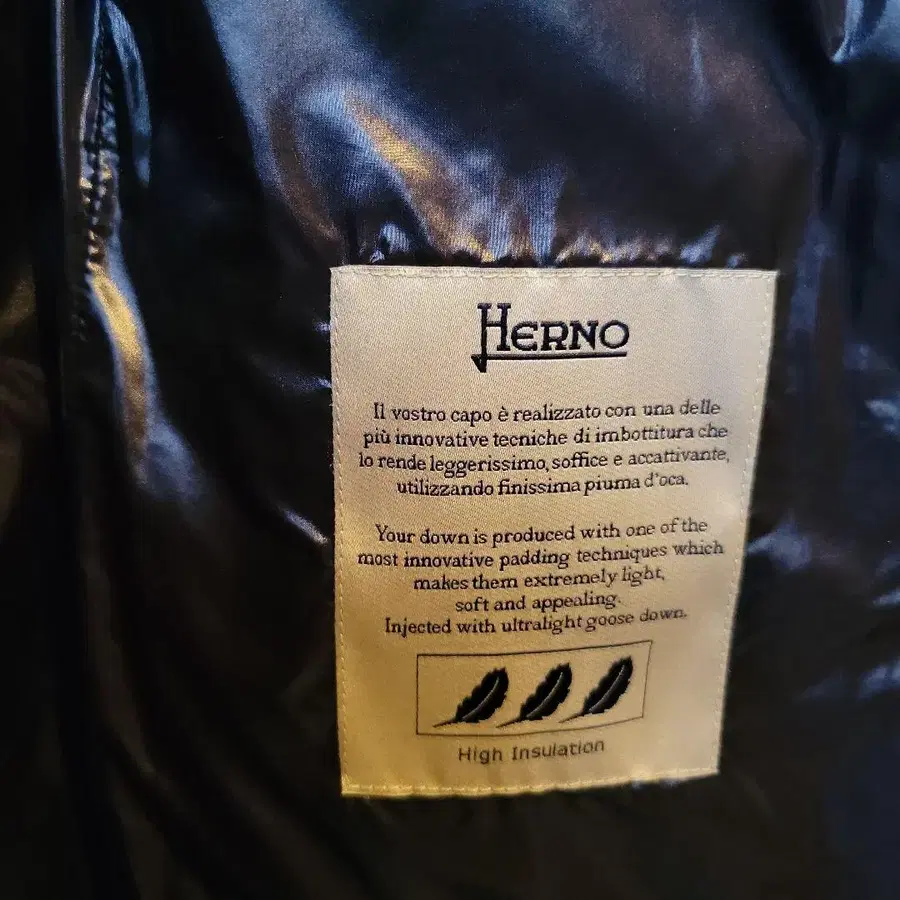 HERNO
Il vostro capo è realizzato con una delle
più innovative tecniche di imbottitura che
lo rende leggerissimo, soffice e accattivante,
utilizzando finissima piuma d'oca.
Your down is produced with one of the
most innovative padding techniques which
makes them extremely light,
soft and appealing.
Injected with ultralight goose down.
High Insulation